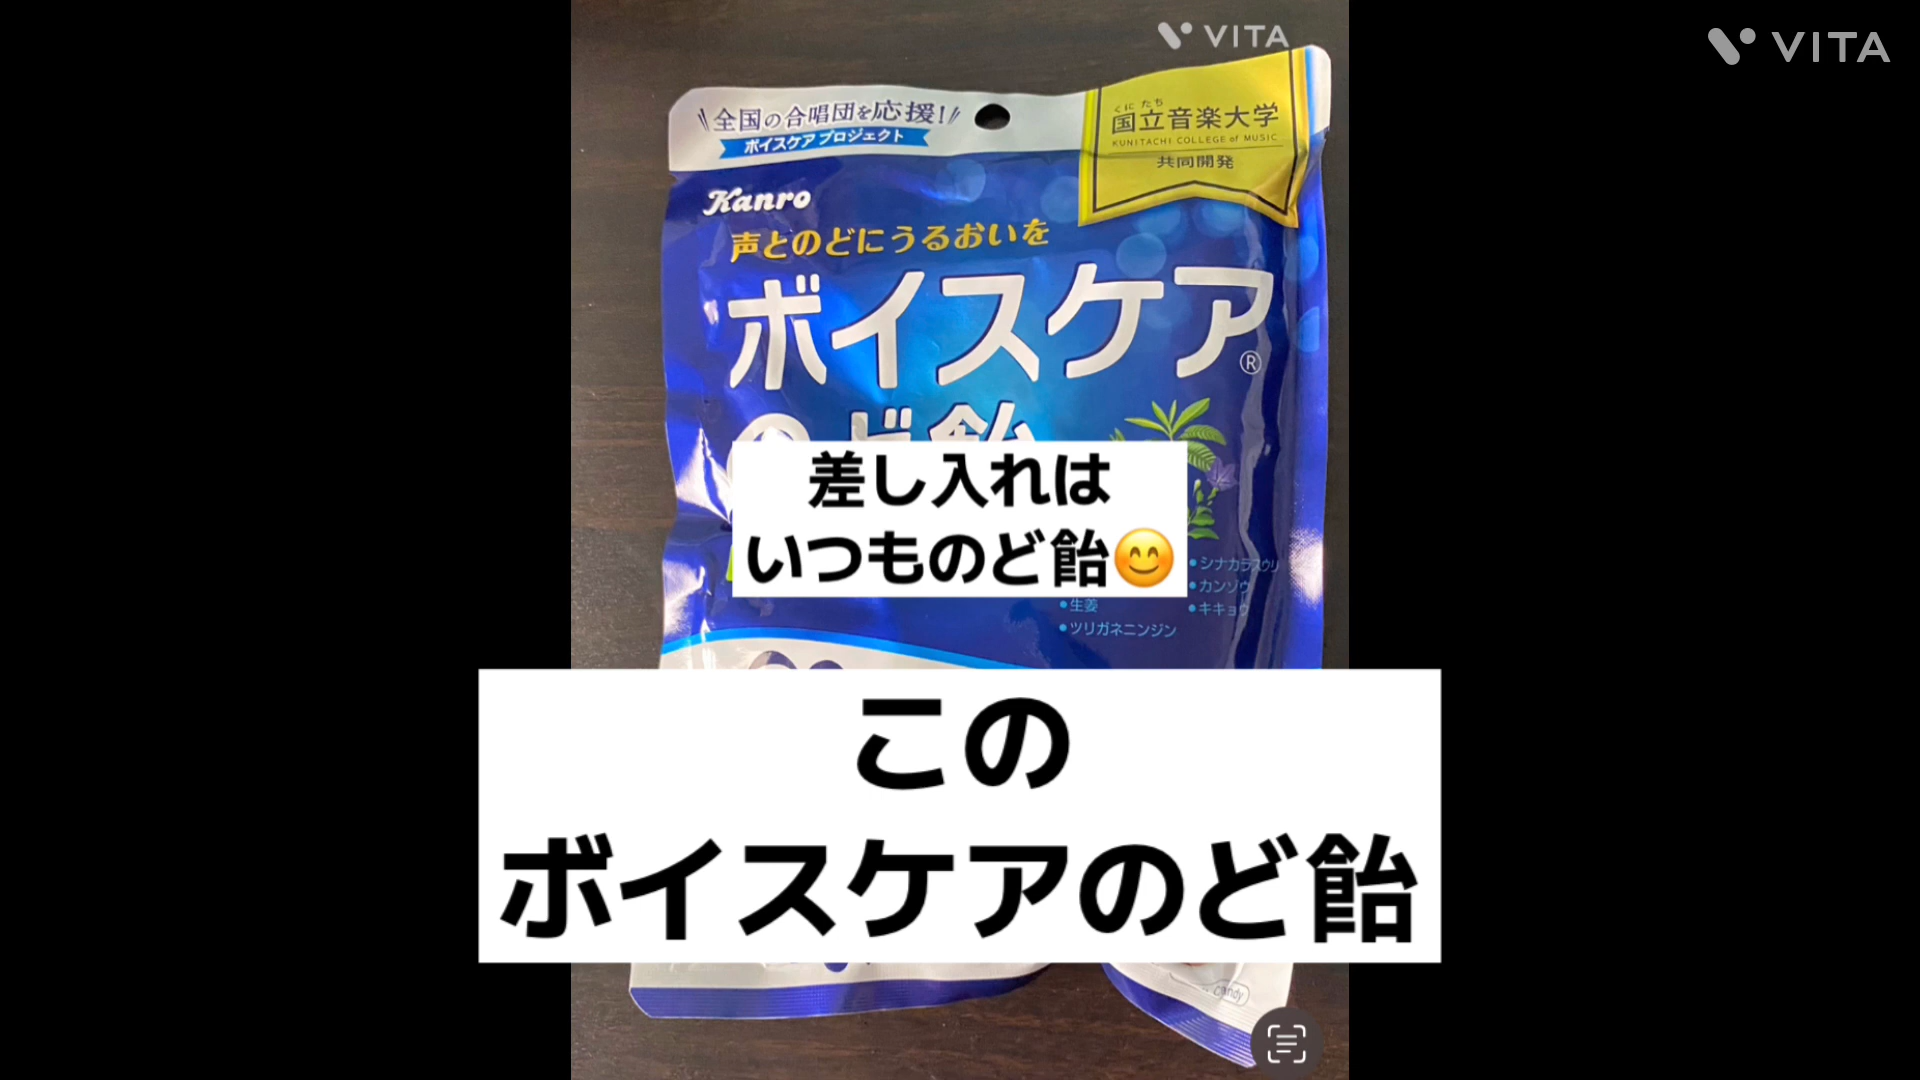 VITA
VITA
全国の合唱団を応援!
ボイスケア プロジェクト
くにたち
国立音楽大学
KUNITACHI COLLEGE of MUSIC
共同開発
Kanro
声とのどにうるおいを
ボイスケア®
のど飴
差し入れは
いつものど飴😊
•シナカラスウリ
•カンゾウ
•生姜
•キキョウ
•ツリガネニンジン
この
ボイスケアのど飴